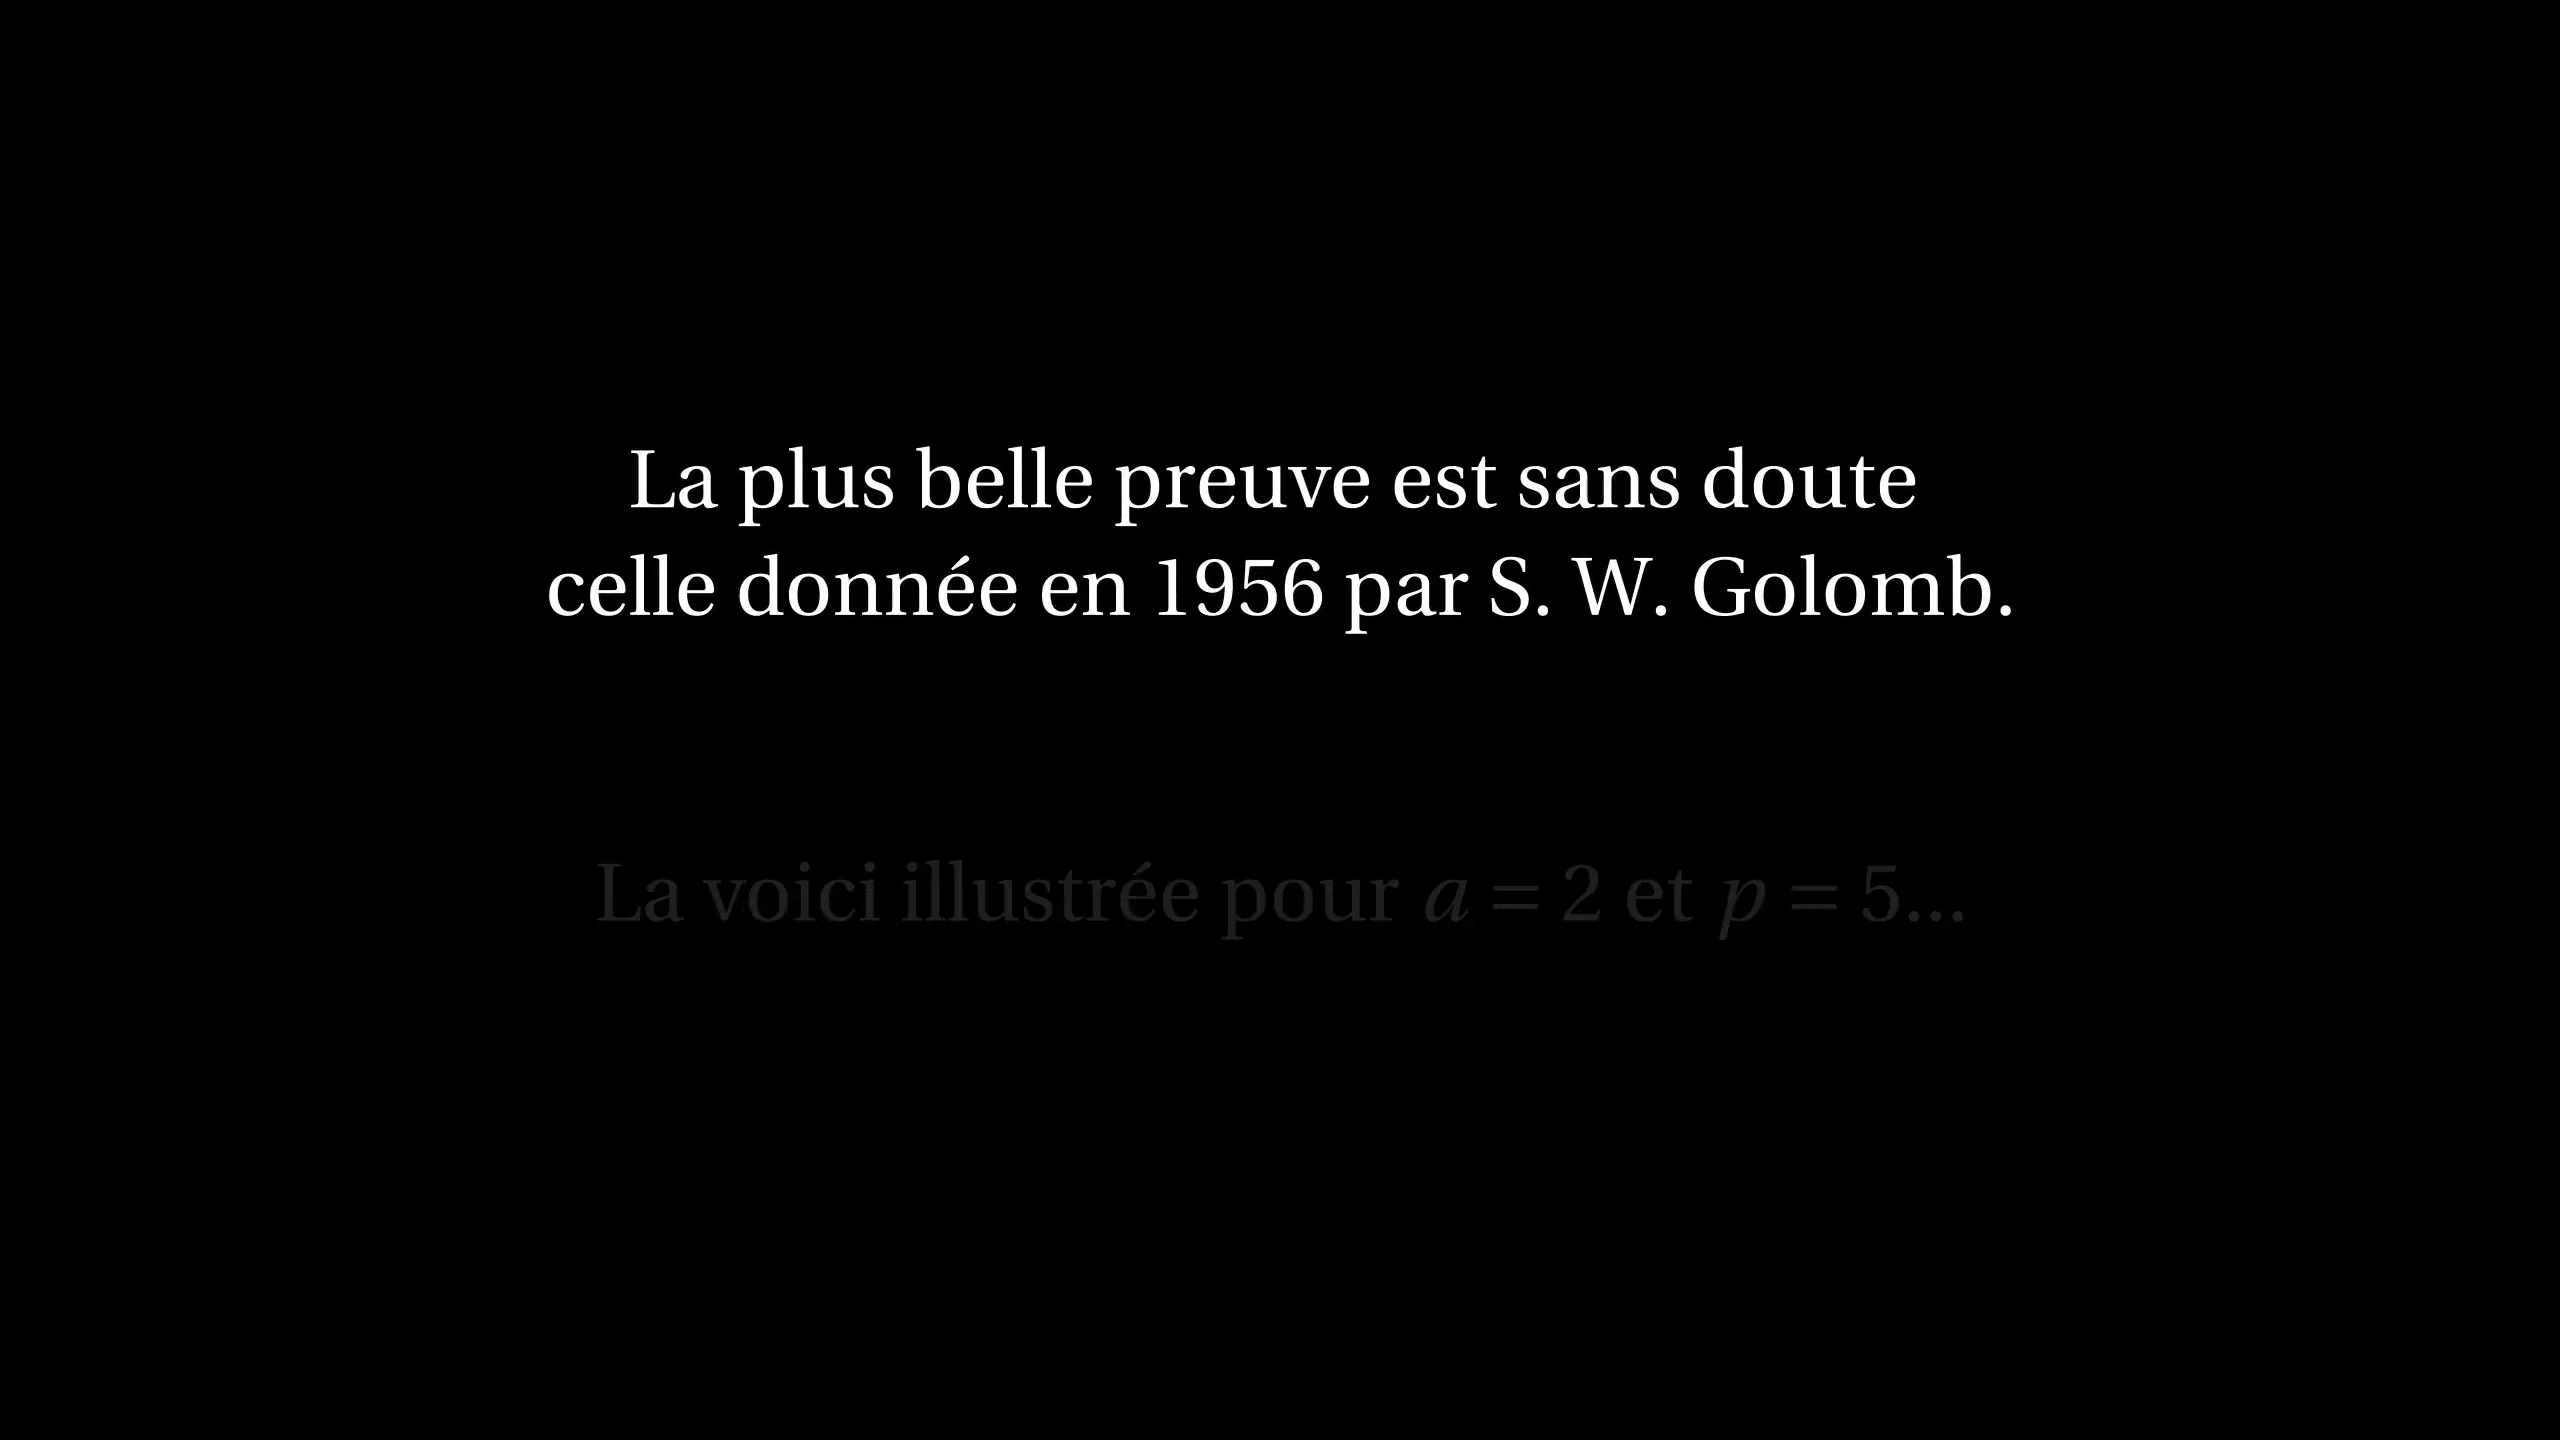 La plus belle preuve est sans doute
celle donnée en 1956 par S. W. Golomb.
La voici illustrée pour a = 2 et p = 5...